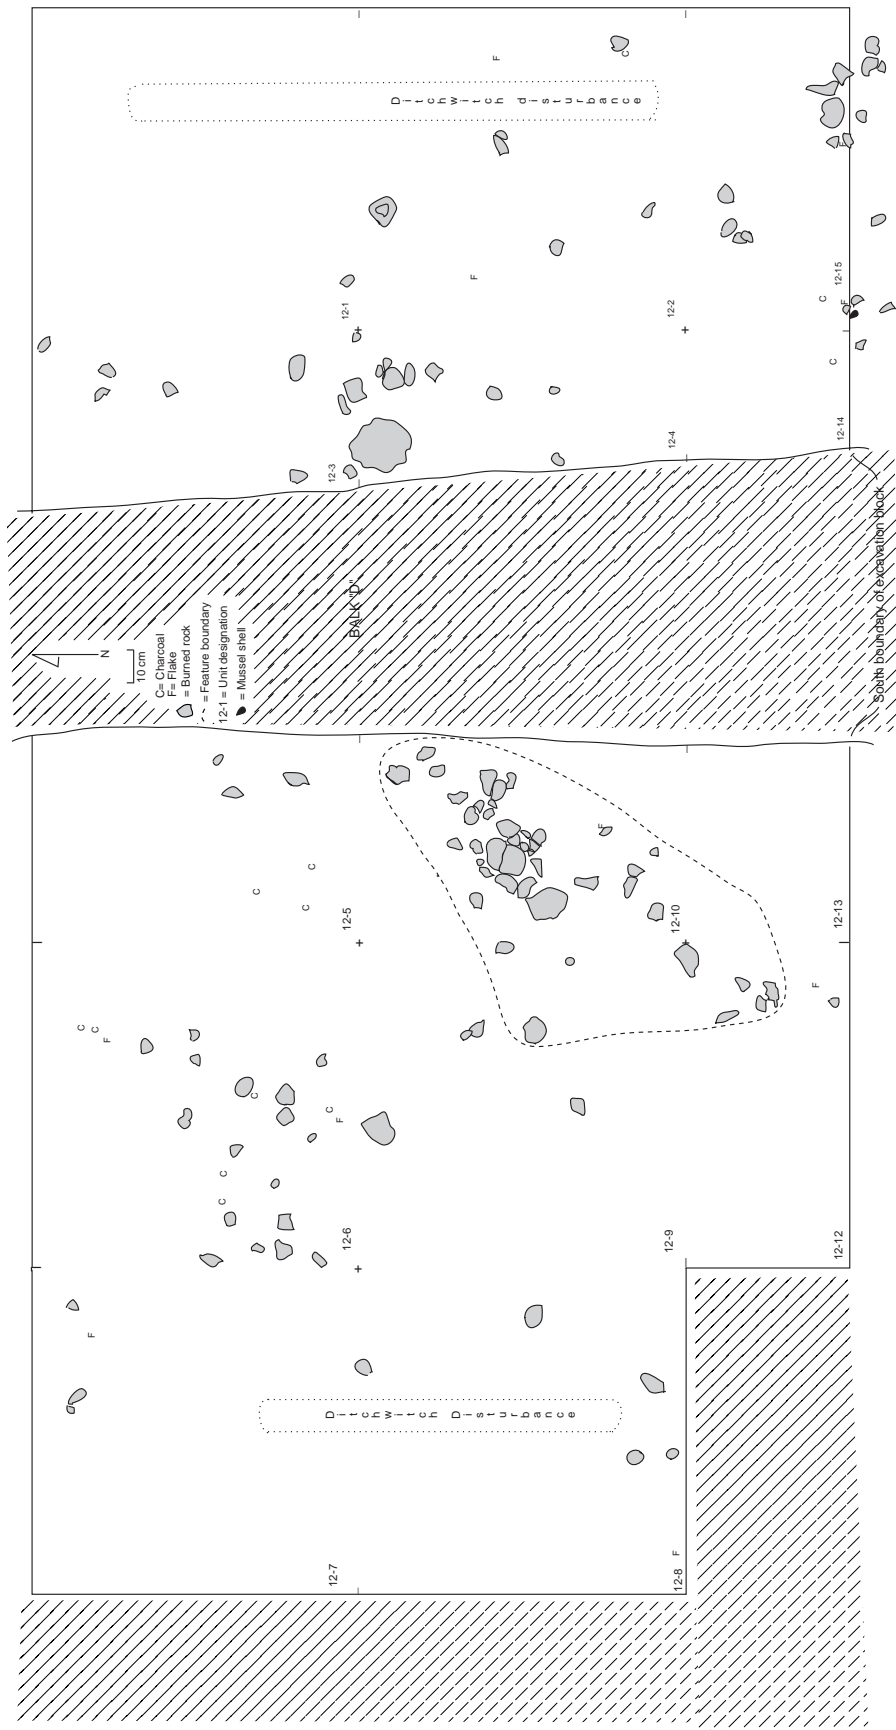 Ditchwitch disturbance
F
C
F
F
12-1
12-2
12-15
C
F
C
12-3
12-4
12-14
BALK "D"
N
10 cm
C= Charcoal
F= Flake
= Burned rock
= Feature boundary
12-1 = Unit designation
= Mussel shell
South boundary of excavation block
C
C
C
12-5
F
12-10
12-13
F
C
C
F
C
C
F
C
C
12-6
12-9
12-12
F
Ditchwitch Disturbance
12-7
12-8
F